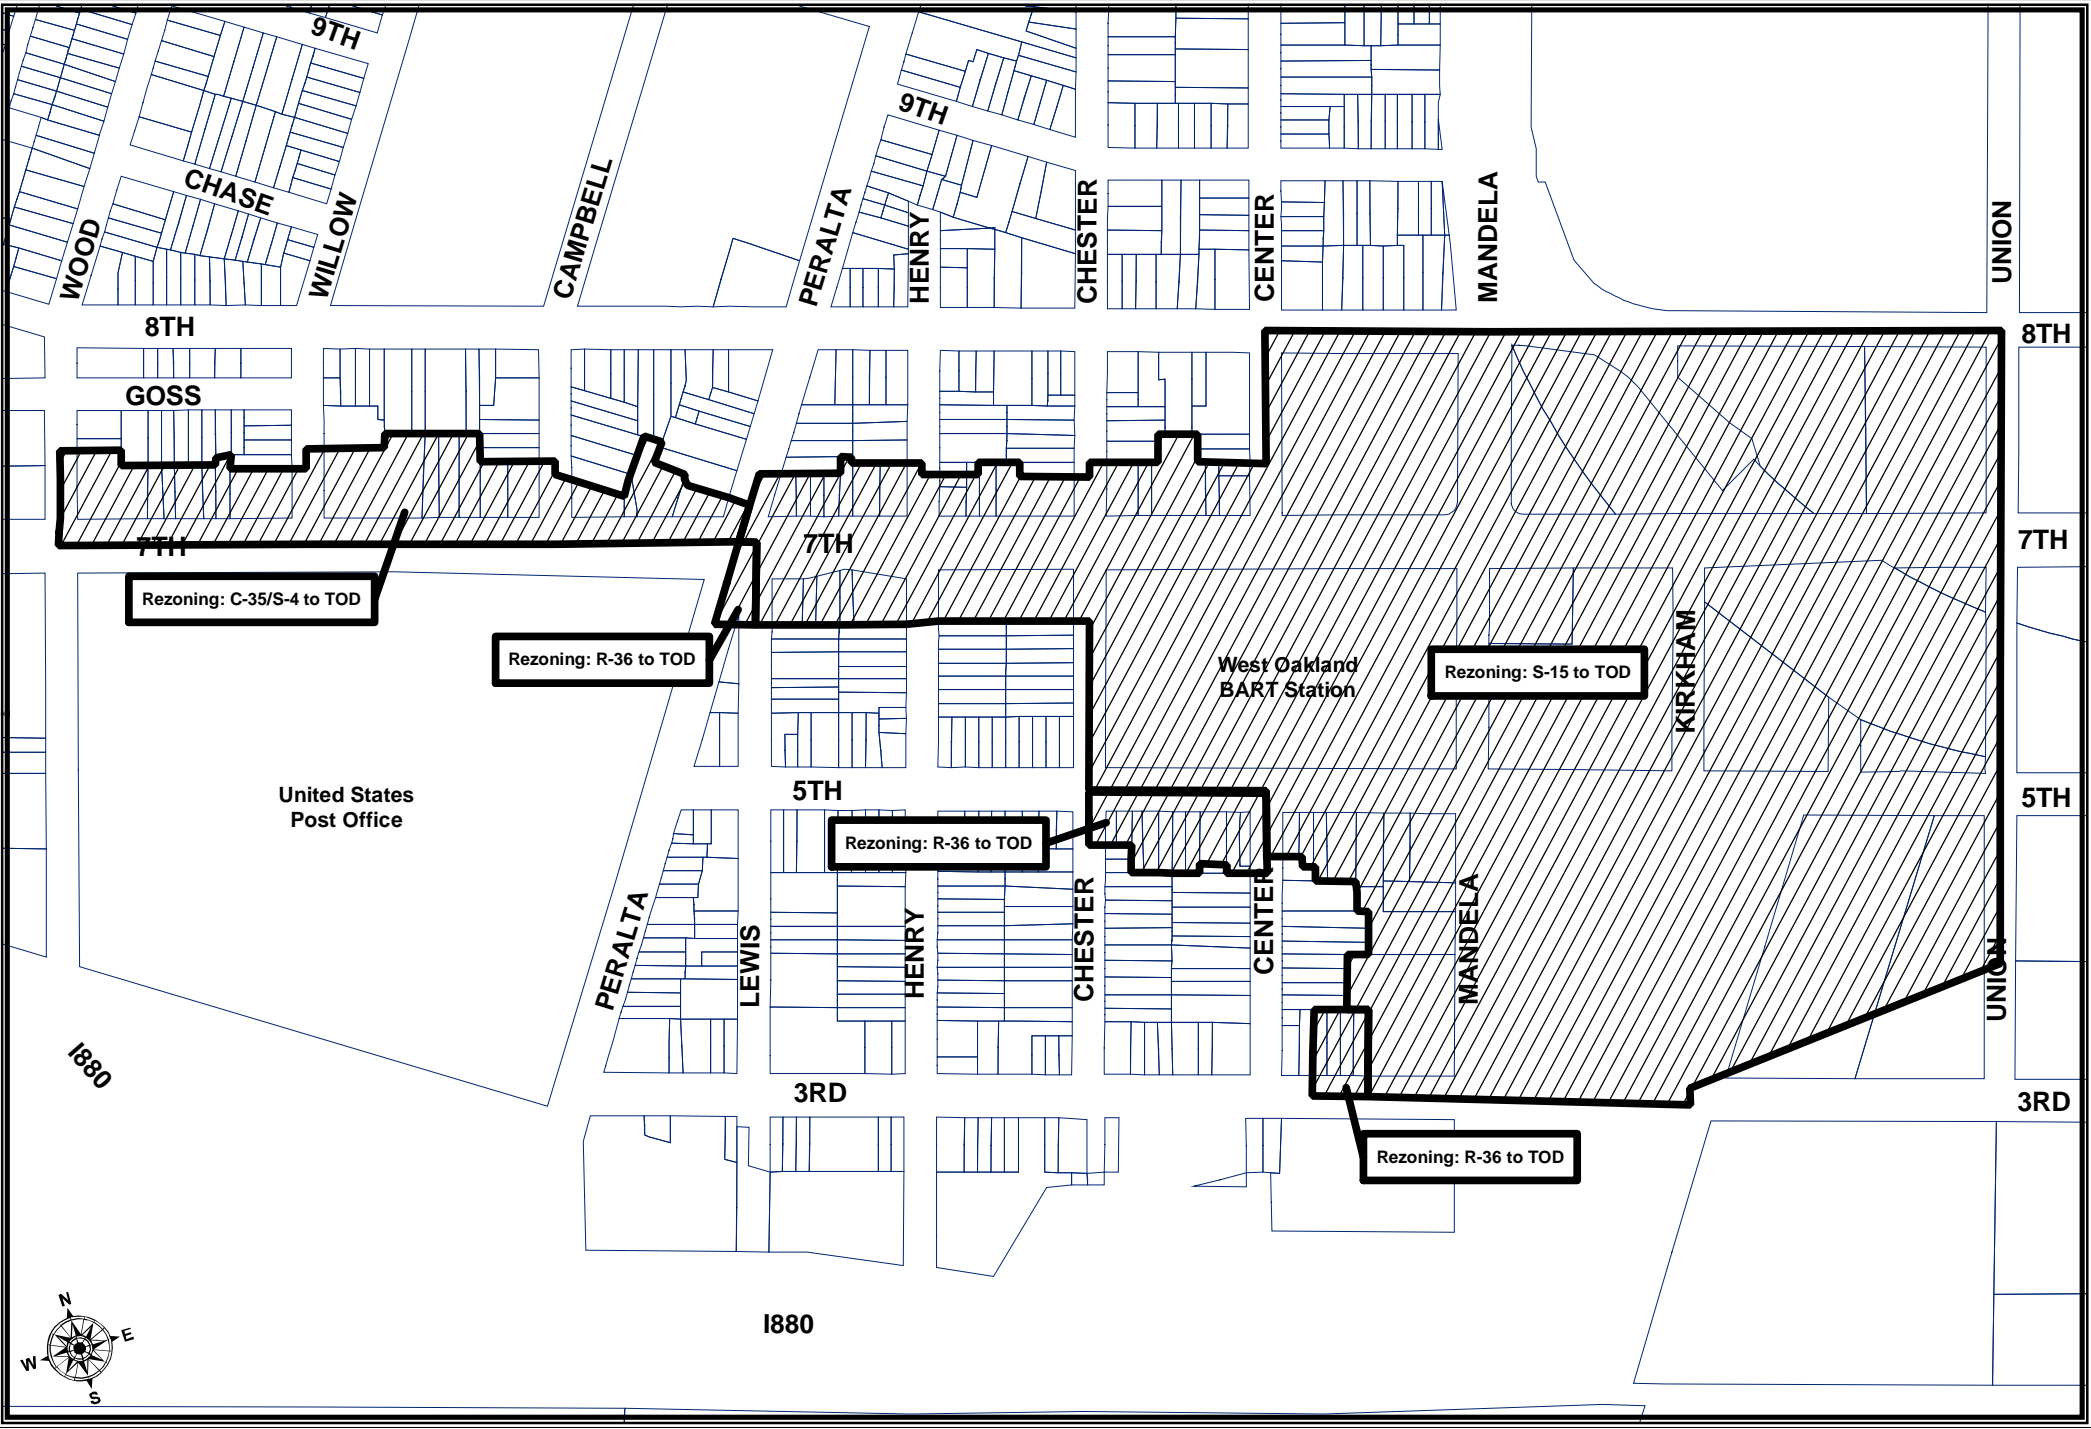 9TH
9TH
CHASE
WOOD
WILLOW
CAMPBELL
PERALTA
HENRY
CHESTER
CENTER
MANDELA
UNION
8TH
8TH
GOSS
7TH
7TH
7TH
Rezoning: C-35/S-4 to TOD
Rezoning: R-36 to TOD
West Oakland
BART Station
Rezoning: S-15 to TOD
KIRKHAM
United States
Post Office
5TH
5TH
Rezoning: R-36 to TOD
PERALTA
LEWIS
HENRY
CHESTER
CENTER
MANDELA
UNION
I880
3RD
3RD
Rezoning: R-36 to TOD
I880
N
E
W
S